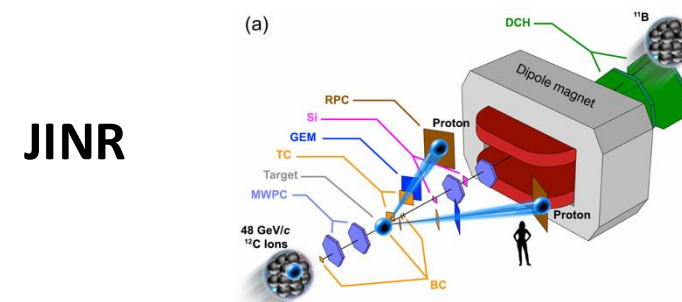 JINR
(a)
¹¹B
DCH
Dipole magnet
RPC
Proton
Si
GEM
TC
Target
MWPC
Proton
48 GeV/c
¹²C Ions
BC